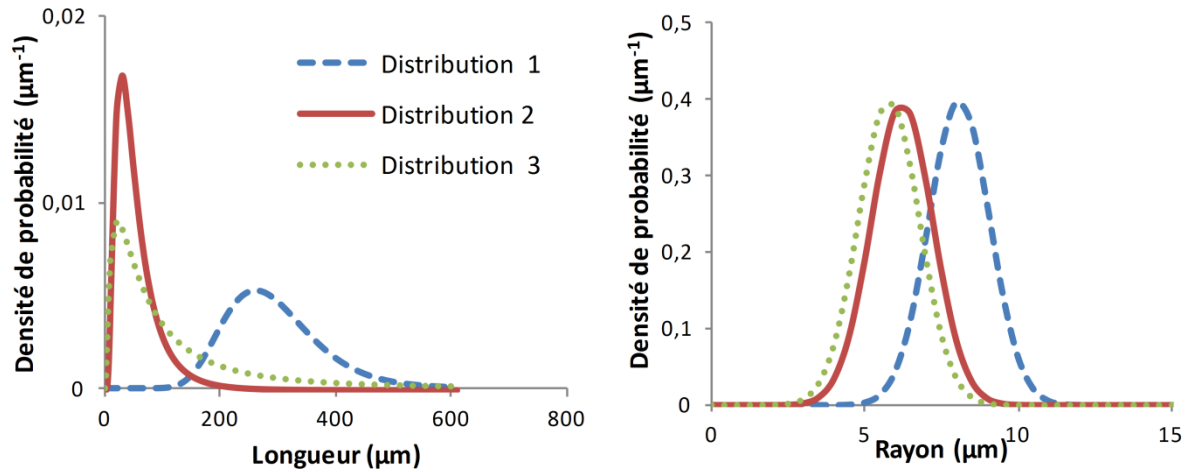 Densité de probabilité (µm⁻¹)
0,02
0,01
0
Distribution 1
Distribution 2
Distribution 3
0 200 400 600 800
Longueur (µm)
Densité de probabilité (µm⁻¹)
0,5
0,4
0,3
0,2
0,1
0
0 5 10 15
Rayon (µm)